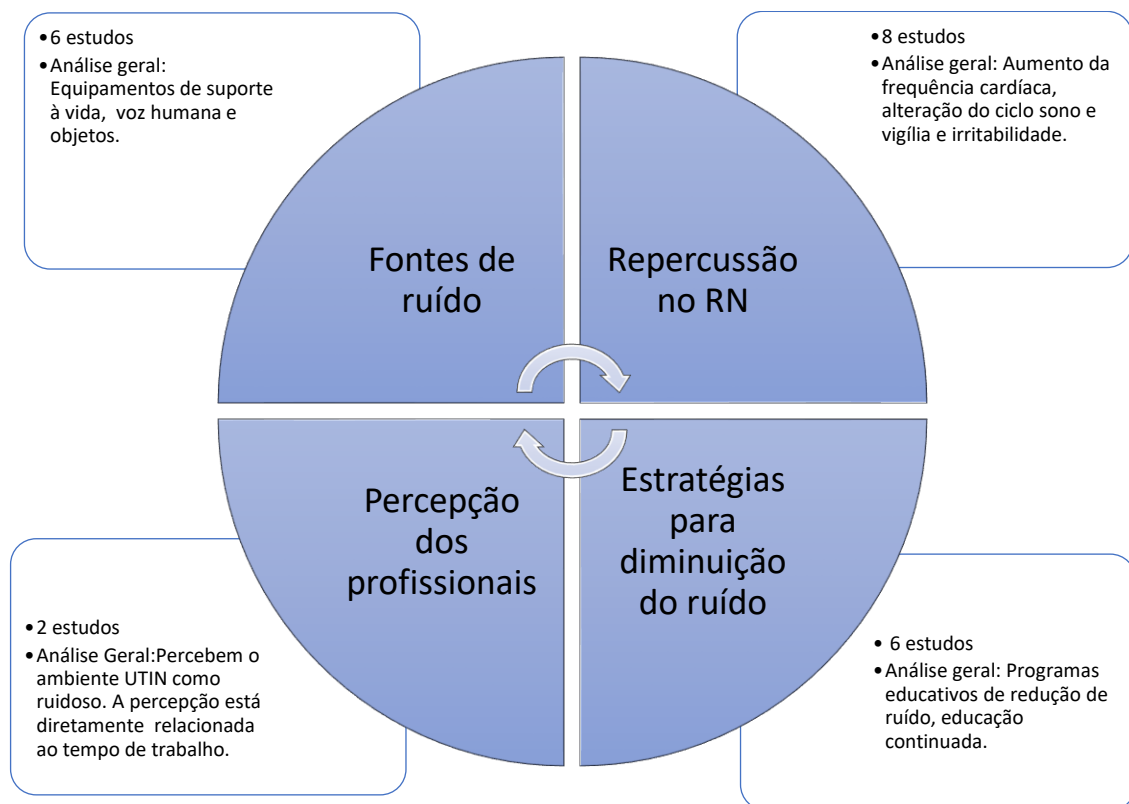 •6 estudos
•Análise geral:
Equipamentos de suporte
à vida, voz humana e
objetos.
•8 estudos
•Análise geral: Aumento da
frequência cardíaca,
alteração do ciclo sono e
vigília e irritabilidade.
Fontes de
ruído
Repercussão
no RN
Percepção
dos
profissionais
Estratégias
para
diminuição
do ruído
•2 estudos
•Análise Geral:Percebem o
ambiente UTIN como
ruidoso. A percepção está
diretamente relacionada
ao tempo de trabalho.
• 6 estudos
•Análise geral: Programas
educativos de redução de
ruído, educação
continuada.